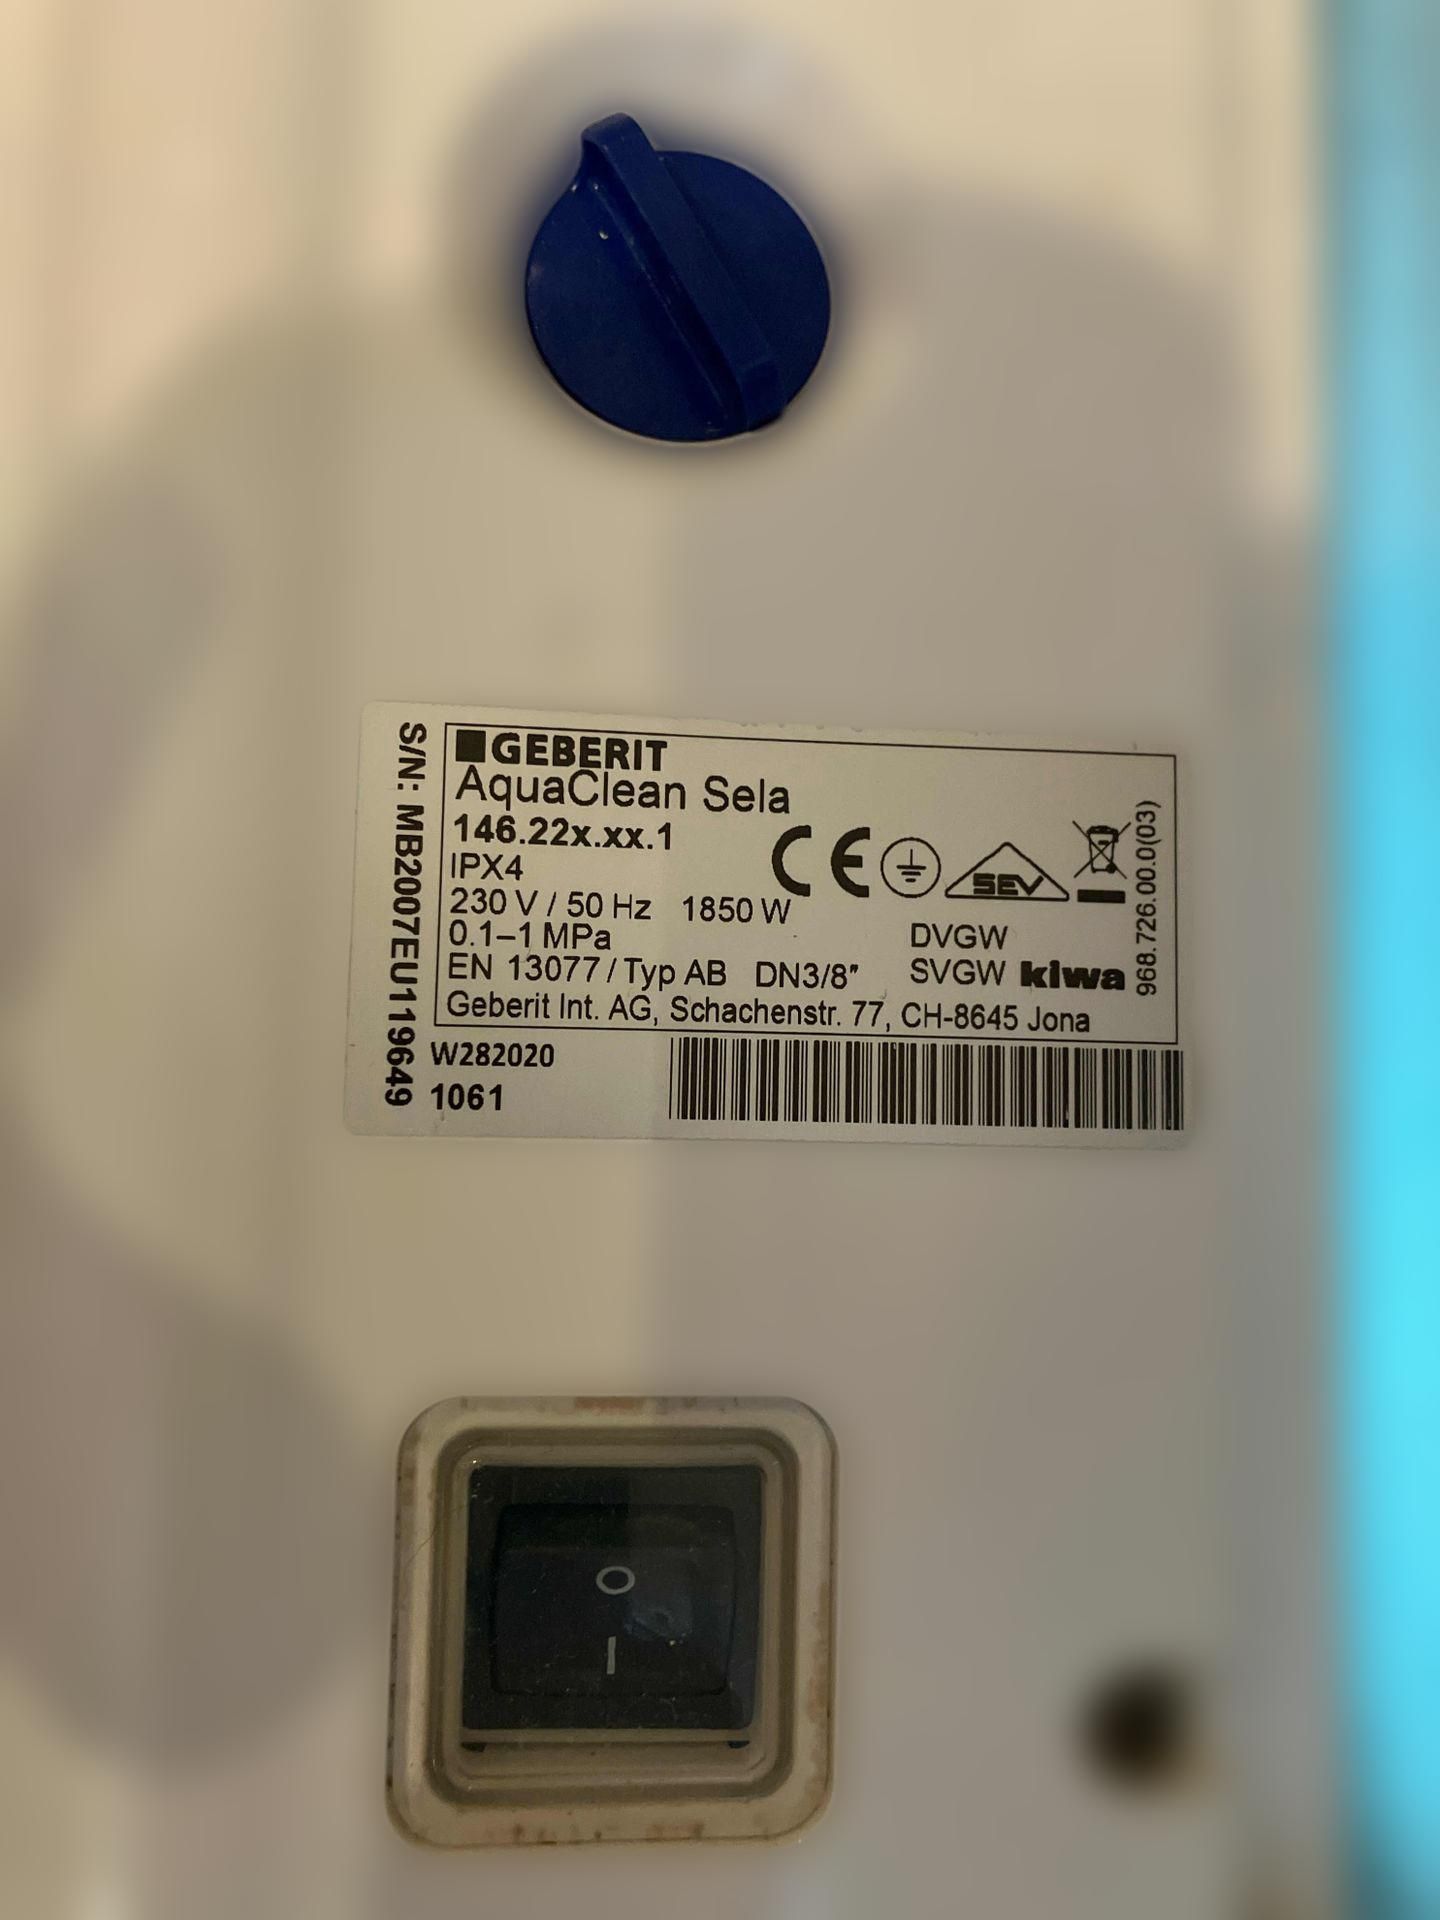 GEBERIT
AquaClean Sela
146.22x.xx.1
IPX4
230 V / 50 Hz 1850 W
0.1–1 MPa
EN 13077 / Typ AB DN3/8″
Geberit Int. AG, Schachenstr. 77, CH-8645 Jona
CE
SEV
DVGW
SVGW kiwa
968.726.00.0(03)
S/N: MB2007EU119649
W282020
1061
O
I